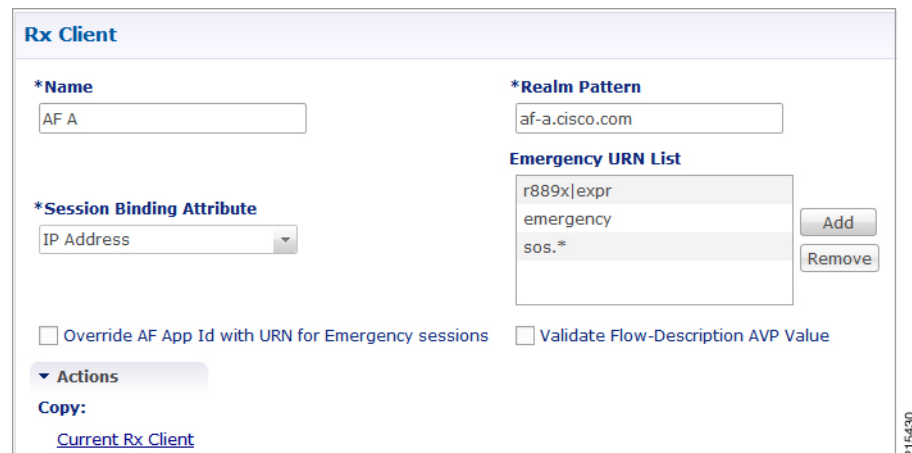 Rx Client
*Name
*Realm Pattern
AF A
af-a.cisco.com
Emergency URN List
r889x|expr
*Session Binding Attribute
emergency
Add
IP Address
sos.*
Remove
Override AF App Id with URN for Emergency sessions
Validate Flow-Description AVP Value
Actions
Copy:
Current Rx Client